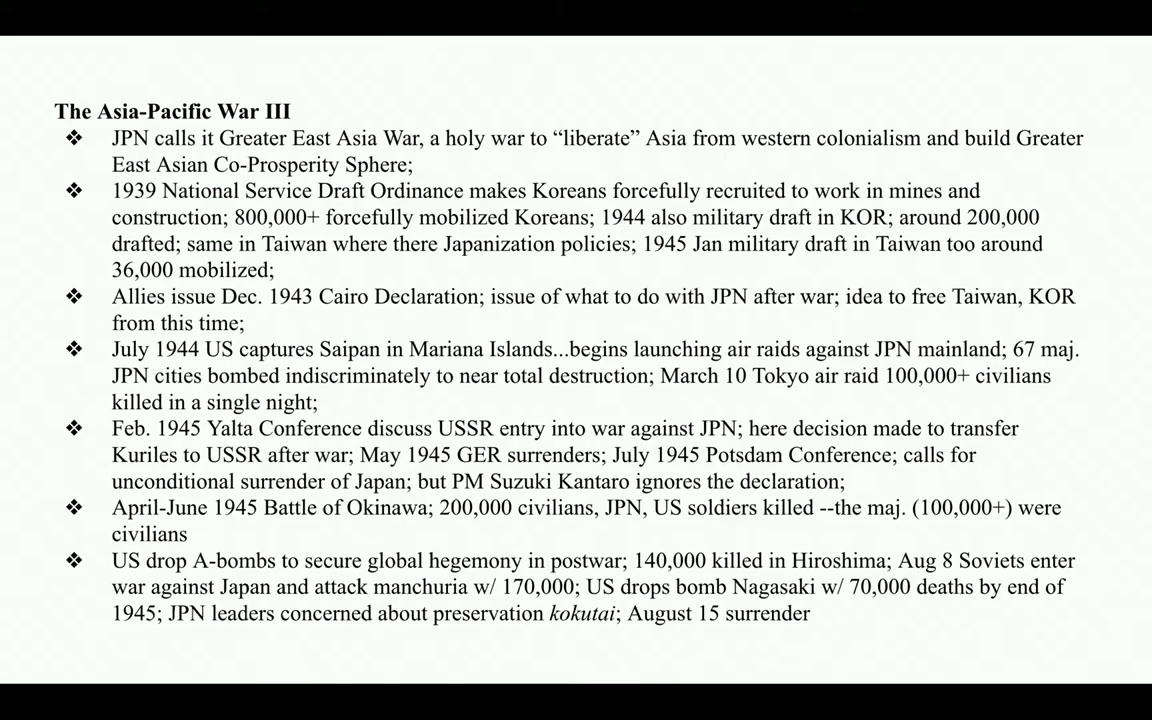 The Asia-Pacific War III
❖ JPN calls it Greater East Asia War, a holy war to “liberate” Asia from western colonialism and build Greater
East Asian Co-Prosperity Sphere;
❖ 1939 National Service Draft Ordinance makes Koreans forcefully recruited to work in mines and
construction; 800,000+ forcefully mobilized Koreans; 1944 also military draft in KOR; around 200,000
drafted; same in Taiwan where there Japanization policies; 1945 Jan military draft in Taiwan too around
36,000 mobilized;
❖ Allies issue Dec. 1943 Cairo Declaration; issue of what to do with JPN after war; idea to free Taiwan, KOR
from this time;
❖ July 1944 US captures Saipan in Mariana Islands...begins launching air raids against JPN mainland; 67 maj.
JPN cities bombed indiscriminately to near total destruction; March 10 Tokyo air raid 100,000+ civilians
killed in a single night;
❖ Feb. 1945 Yalta Conference discuss USSR entry into war against JPN; here decision made to transfer
Kuriles to USSR after war; May 1945 GER surrenders; July 1945 Potsdam Conference; calls for
unconditional surrender of Japan; but PM Suzuki Kantaro ignores the declaration;
❖ April-June 1945 Battle of Okinawa; 200,000 civilians, JPN, US soldiers killed --the maj. (100,000+) were
civilians
❖ US drop A-bombs to secure global hegemony in postwar; 140,000 killed in Hiroshima; Aug 8 Soviets enter
war against Japan and attack manchuria w/ 170,000; US drops bomb Nagasaki w/ 70,000 deaths by end of
1945; JPN leaders concerned about preservation kokutai; August 15 surrender